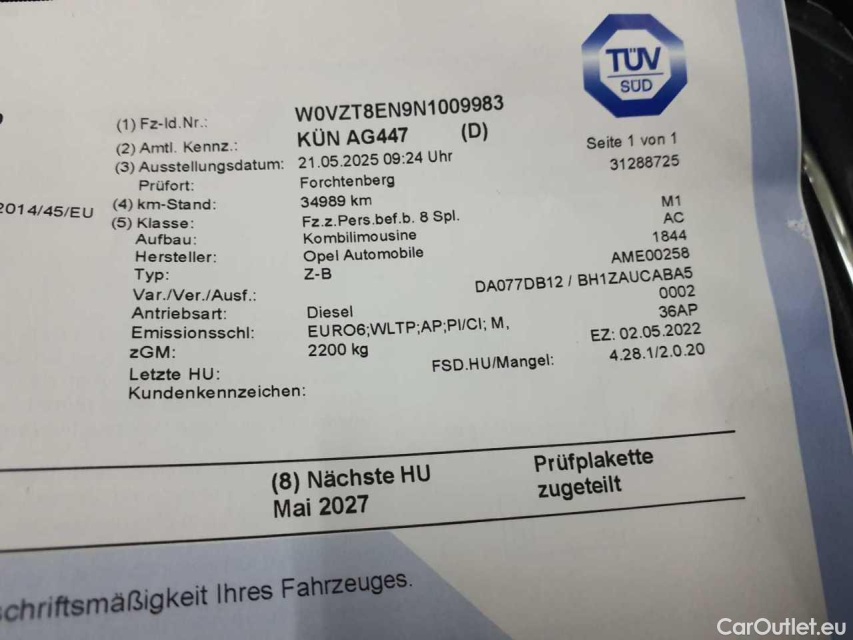 TÜV
SÜD
(1) Fz-Id.Nr.: W0VZT8EN9N1009983
(2) Amtl. Kennz.: KÜN AG447 (D)
Seite 1 von 1
(3) Ausstellungsdatum: 21.05.2025 09:24 Uhr
31288725
Prüfort: Forchtenberg
2014/45/EU
(4) km-Stand: 34989 km
M1
(5) Klasse: Fz.z.Pers.bef.b. 8 Spl.
AC
Aufbau: Kombilimousine
1844
Hersteller: Opel Automobile
AME00258
Typ: Z-B
Var./Ver./Ausf.: DA077DB12 / BH1ZAUCABA5
0002
Antriebsart: Diesel
36AP
Emissionsschl: EURO6;WLTP;AP;PI/CI; M,
zGM: 2200 kg
EZ: 02.05.2022
Letzte HU:
FSD.HU/Mangel: 4.28.1/2.0.20
Kundenkennzeichen:
(8) Nächste HU
Mai 2027
Prüfplakette
zugeteilt
schriftsmäßigkeit Ihres Fahrzeuges.
CarOutlet.eu